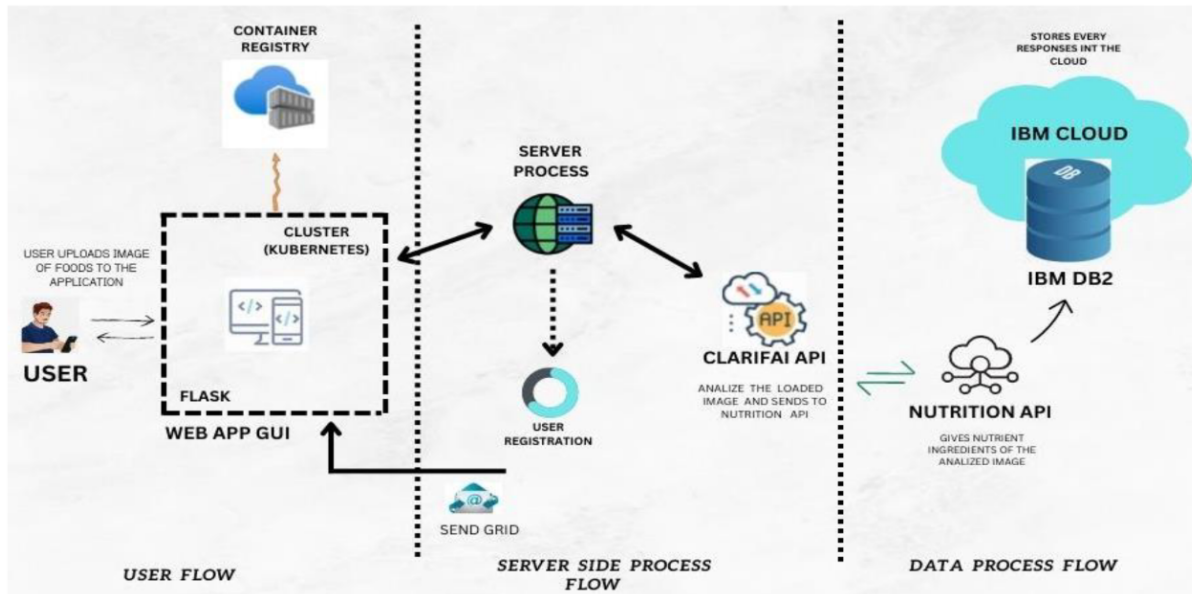 CONTAINER
REGISTRY
CLUSTER
(KUBERNETES)
USER UPLOADS IMAGE
OF FOODS TO THE
APPLICATION
</>
</>
USER
FLASK
WEB APP GUI
USER FLOW
SERVER
PROCESS
API
CLARIFAI API
ANALIZE THE LOADED
IMAGE AND SENDS TO
NUTRITION API
USER
REGISTRATION
@
SEND GRID
SERVER SIDE PROCESS
FLOW
STORES EVERY
RESPONSES INT THE
CLOUD
IBM CLOUD
DB
IBM DB2
NUTRITION API
GIVES NUTRIENT
INGREDIENTS OF THE
ANALIZED IMAGE
DATA PROCESS FLOW